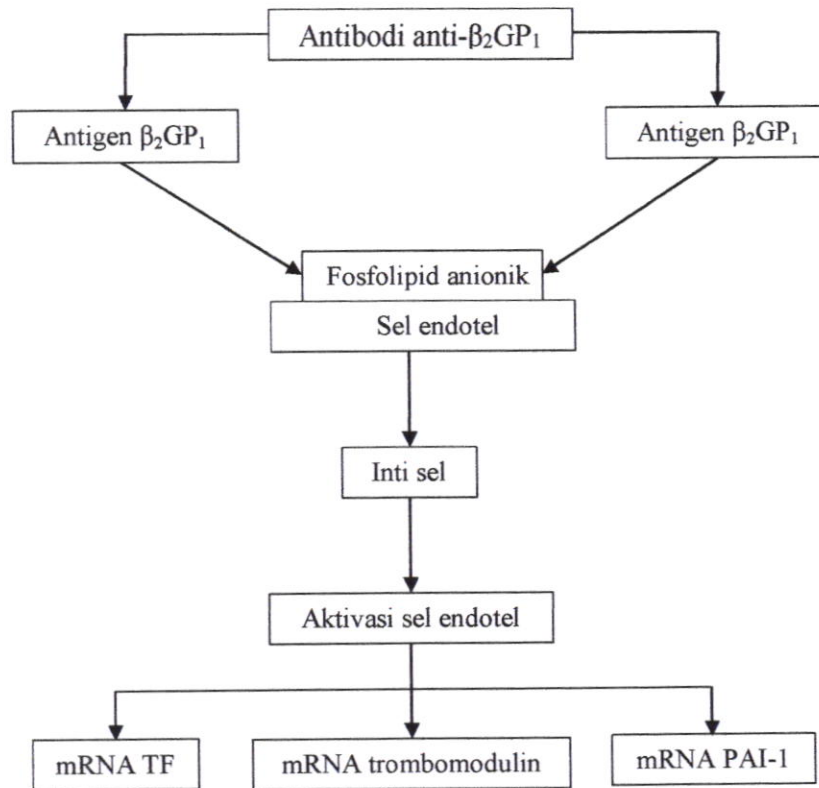 Antibodi anti-β₂GP₁
Antigen β₂GP₁
Antigen β₂GP₁
Fosfolipid anionik
Sel endotel
Inti sel
Aktivasi sel endotel
mRNA TF
mRNA trombomodulin
mRNA PAI-1